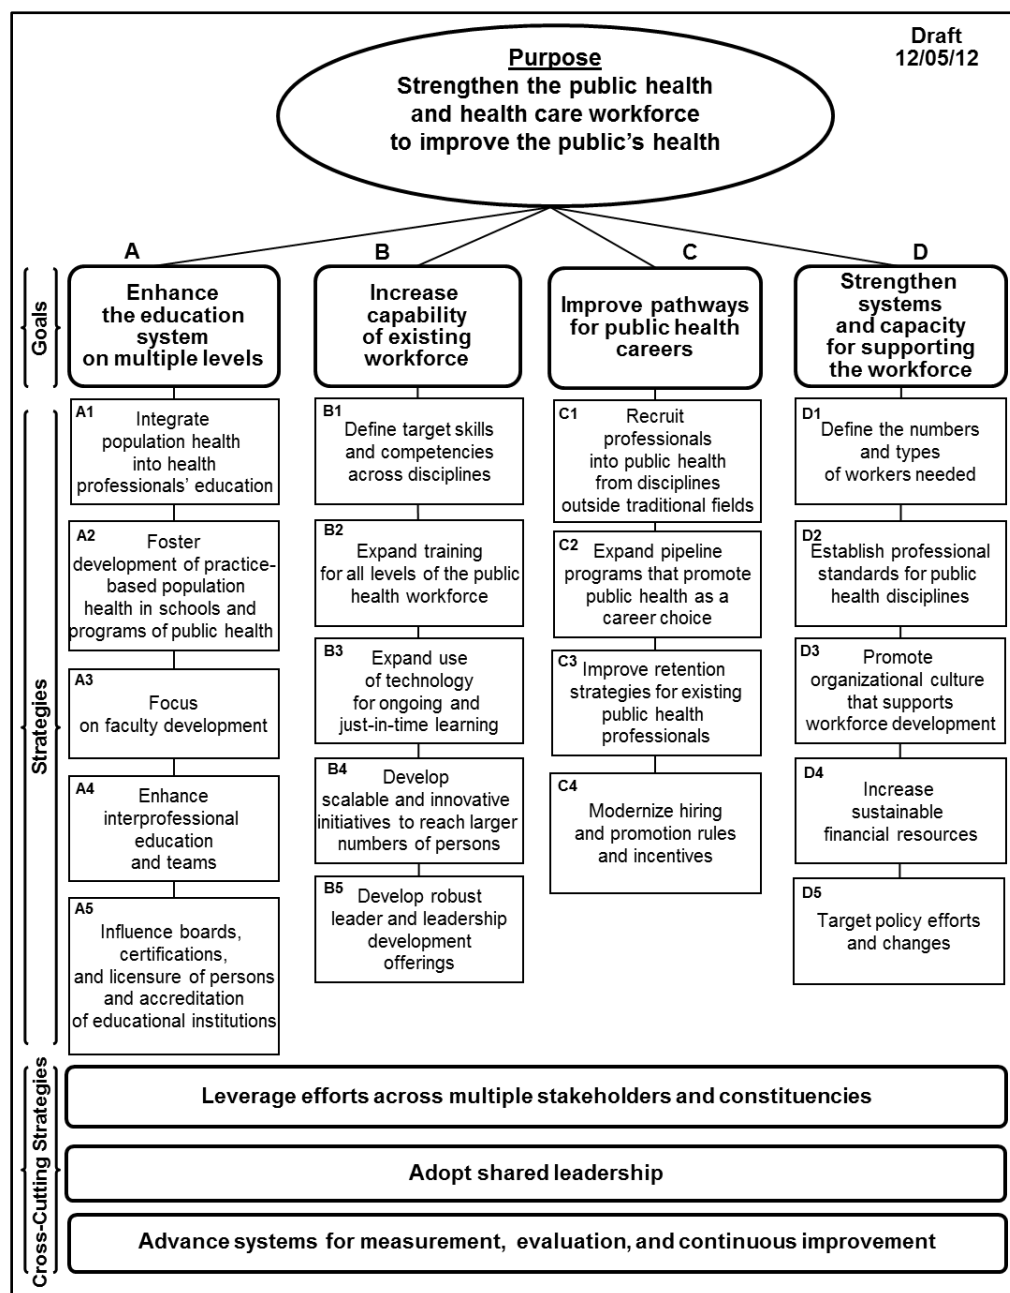 Draft
12/05/12
Purpose
Strengthen the public health
and health care workforce
to improve the public's health
A
B
C
D
Goals
Enhance
the education
system
on multiple levels
Increase
capability
of existing
workforce
Improve pathways
for public health
careers
Strengthen
systems
and capacity
for supporting
the workforce
Strategies
A1
Integrate
population health
into health
professionals' education
A2
Foster
development of practice-
based population
health in schools and
programs of public health
A3
Focus
on faculty development
A4
Enhance
interprofessional
education
and teams
A5
Influence boards,
certifications,
and licensure of persons
and accreditation
of educational institutions
B1
Define target skills
and competencies
across disciplines
B2
Expand training
for all levels of the public
health workforce
B3
Expand use
of technology
for ongoing and
just-in-time learning
B4
Develop
scalable and innovative
initiatives to reach larger
numbers of persons
B5
Develop robust
leader and leadership
development
offerings
C1
Recruit
professionals
into public health
from disciplines
outside traditional fields
C2
Expand pipeline
programs that promote
public health as a
career choice
C3
Improve retention
strategies for existing
public health
professionals
C4
Modernize hiring
and promotion rules
and incentives
D1
Define the numbers
and types
of workers needed
D2
Establish professional
standards for public
health disciplines
D3
Promote
organizational culture
that supports
workforce development
D4
Increase
sustainable
financial resources
D5
Target policy efforts
and changes
Cross-Cutting Strategies
Leverage efforts across multiple stakeholders and constituencies
Adopt shared leadership
Advance systems for measurement, evaluation, and continuous improvement